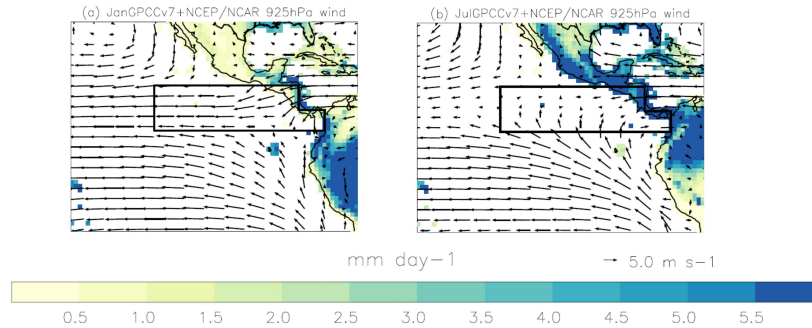 (a) JanGPCCv7+NCEP/NCAR 925hPa wind
(b) JulGPCCv7+NCEP/NCAR 925hPa wind
mm day-1
5.0 m s-1
0.5 1.0 1.5 2.0 2.5 3.0 3.5 4.0 4.5 5.0 5.5